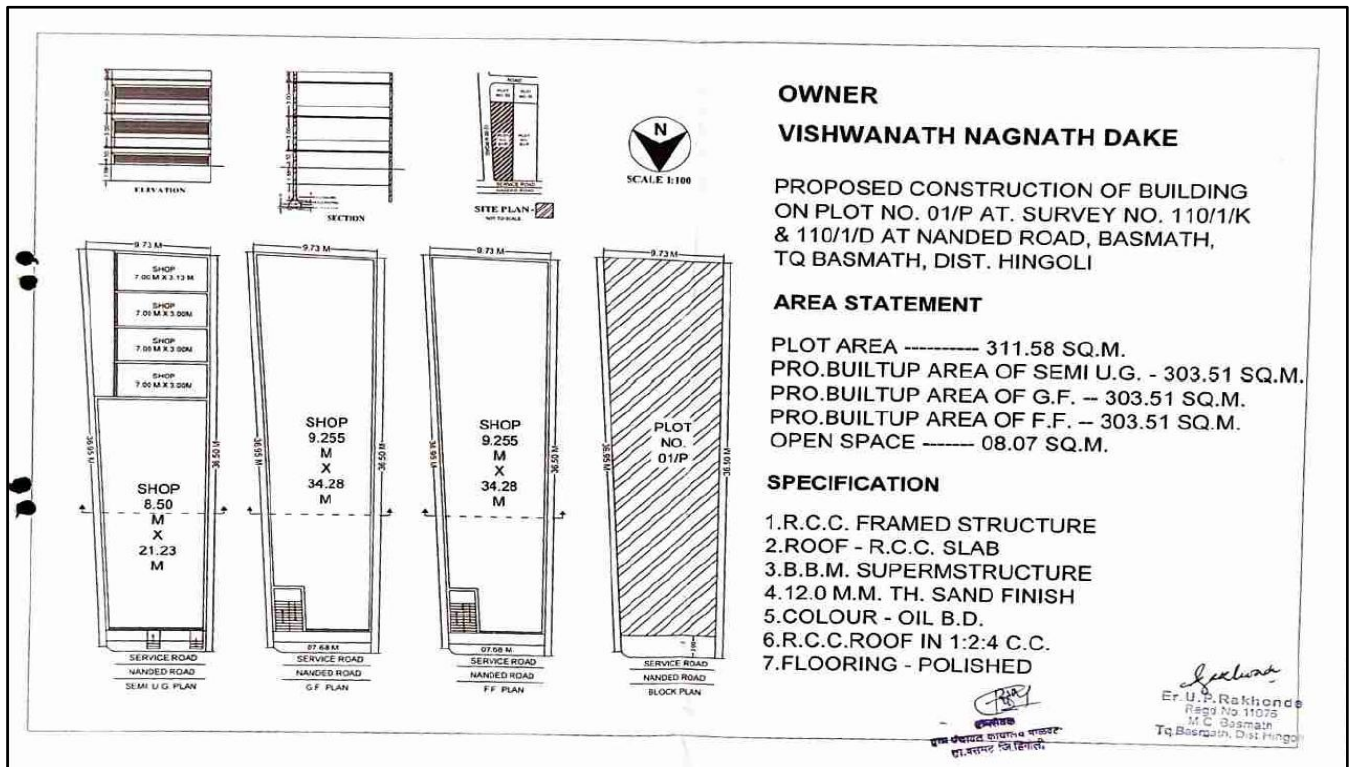 ELEVATION
SECTION
ROAD
SITE PLAN-
NOT TO SCALE
SERVICE ROAD
N
SCALE 1:100
OWNER
VISHWANATH NAGNATH DAKE
PROPOSED CONSTRUCTION OF BUILDING
ON PLOT NO. 01/P AT. SURVEY NO. 110/1/K
& 110/1/D AT NANDED ROAD, BASMATH,
TQ BASMATH, DIST. HINGOLI
AREA STATEMENT
PLOT AREA ---------- 311.58 SQ.M.
PRO.BUILTUP AREA OF SEMI U.G. - 303.51 SQ.M.
PRO.BUILTUP AREA OF G.F. -- 303.51 SQ.M.
PRO.BUILTUP AREA OF F.F. -- 303.51 SQ.M.
OPEN SPACE ------- 08.07 SQ.M.
SPECIFICATION
1.R.C.C. FRAMED STRUCTURE
2.ROOF - R.C.C. SLAB
3.B.B.M. SUPERMSTRUCTURE
4.12.0 M.M. TH. SAND FINISH
5.COLOUR - OIL B.D.
6.R.C.C.ROOF IN 1:2:4 C.C.
7.FLOORING - POLISHED
9.73 M
SHOP
7.00 M X 3.13 M
SHOP
7.00 M X 3.00M
SHOP
7.00 M X 3.00M
SHOP
7.00 M X 3.00M
36.95 M
36.50 M
SHOP
8.50
M
X
21.23
M
SERVICE ROAD
NANDED ROAD
SEMI U G. PLAN
9.73 M
SHOP
9.255
M
X
34.28
M
36.95 M
36.50 M
07.68 M
SERVICE ROAD
NANDED ROAD
G.F. PLAN
9.73 M
SHOP
9.255
M
X
34.28
M
36.95 M
36.50 M
07.68 M.
SERVICE ROAD
NANDED ROAD
F.F. PLAN
9.73 M
PLOT
NO.
01/P
36.95 M
36.50 M
SERVICE ROAD
NANDED ROAD
BLOCK PLAN
ग्रामसेवक
Er.U.P.Rakhonde
Regd No.11076
M.C. Basmath
Tq.Basmath, Dist.Hingoli